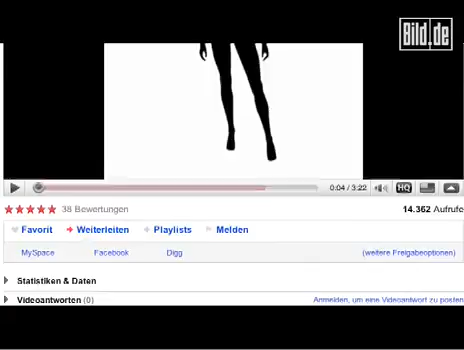 Bild.de
0:04 / 3:22 HQ
38 Bewertungen 14.362 Aufrufe
Favorit Weiterleiten Playlists Melden
MySpace Facebook Digg (weitere Freigabeoptionen)
Statistiken & Daten
Videoantworten (0) Anmelden, um eine Videoantwort zu posten